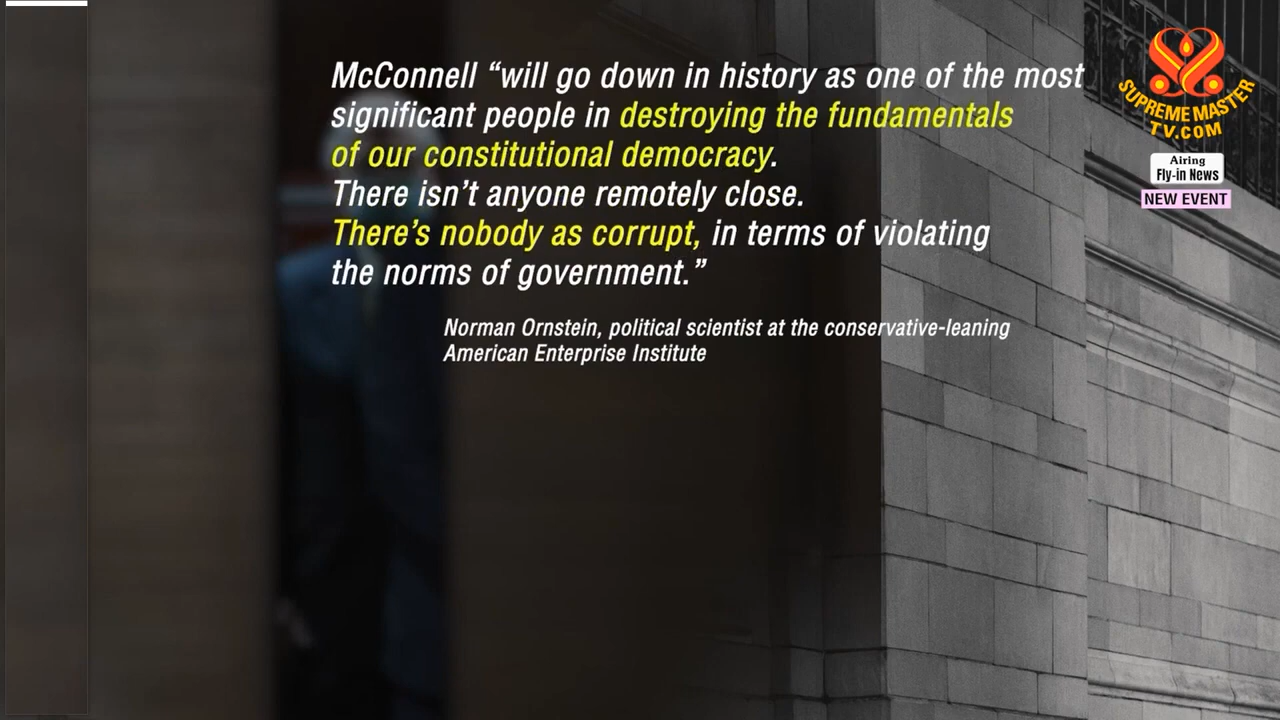 McConnell “will go down in history as one of the most
significant people in destroying the fundamentals
of our constitutional democracy.
There isn’t anyone remotely close.
There’s nobody as corrupt, in terms of violating
the norms of government.”
Norman Ornstein, political scientist at the conservative-leaning
American Enterprise Institute
SUPREME MASTER
TV.COM
Airing
Fly-in News
NEW EVENT